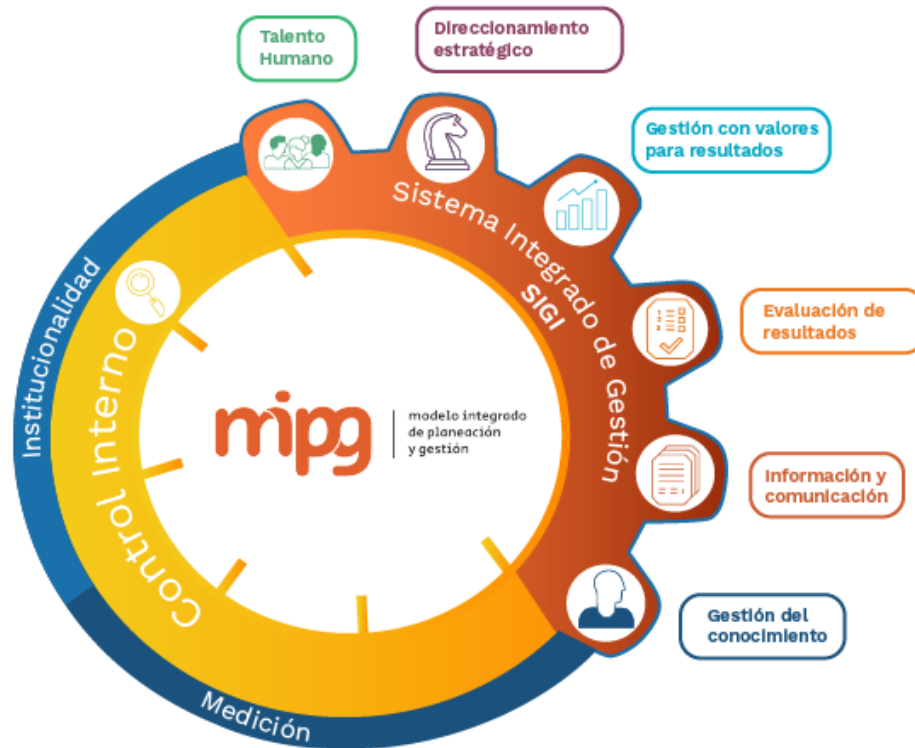 Talento
Humano
Direccionamiento
estratégico
Gestión con valores
para resultados
Sistema Integrado de Gestión
SIGI
Evaluación de
resultados
Institucionalidad
Control Interno
mipg
modelo integrado
de planeación
y gestión
Información y
comunicación
Gestión del
conocimiento
Medición